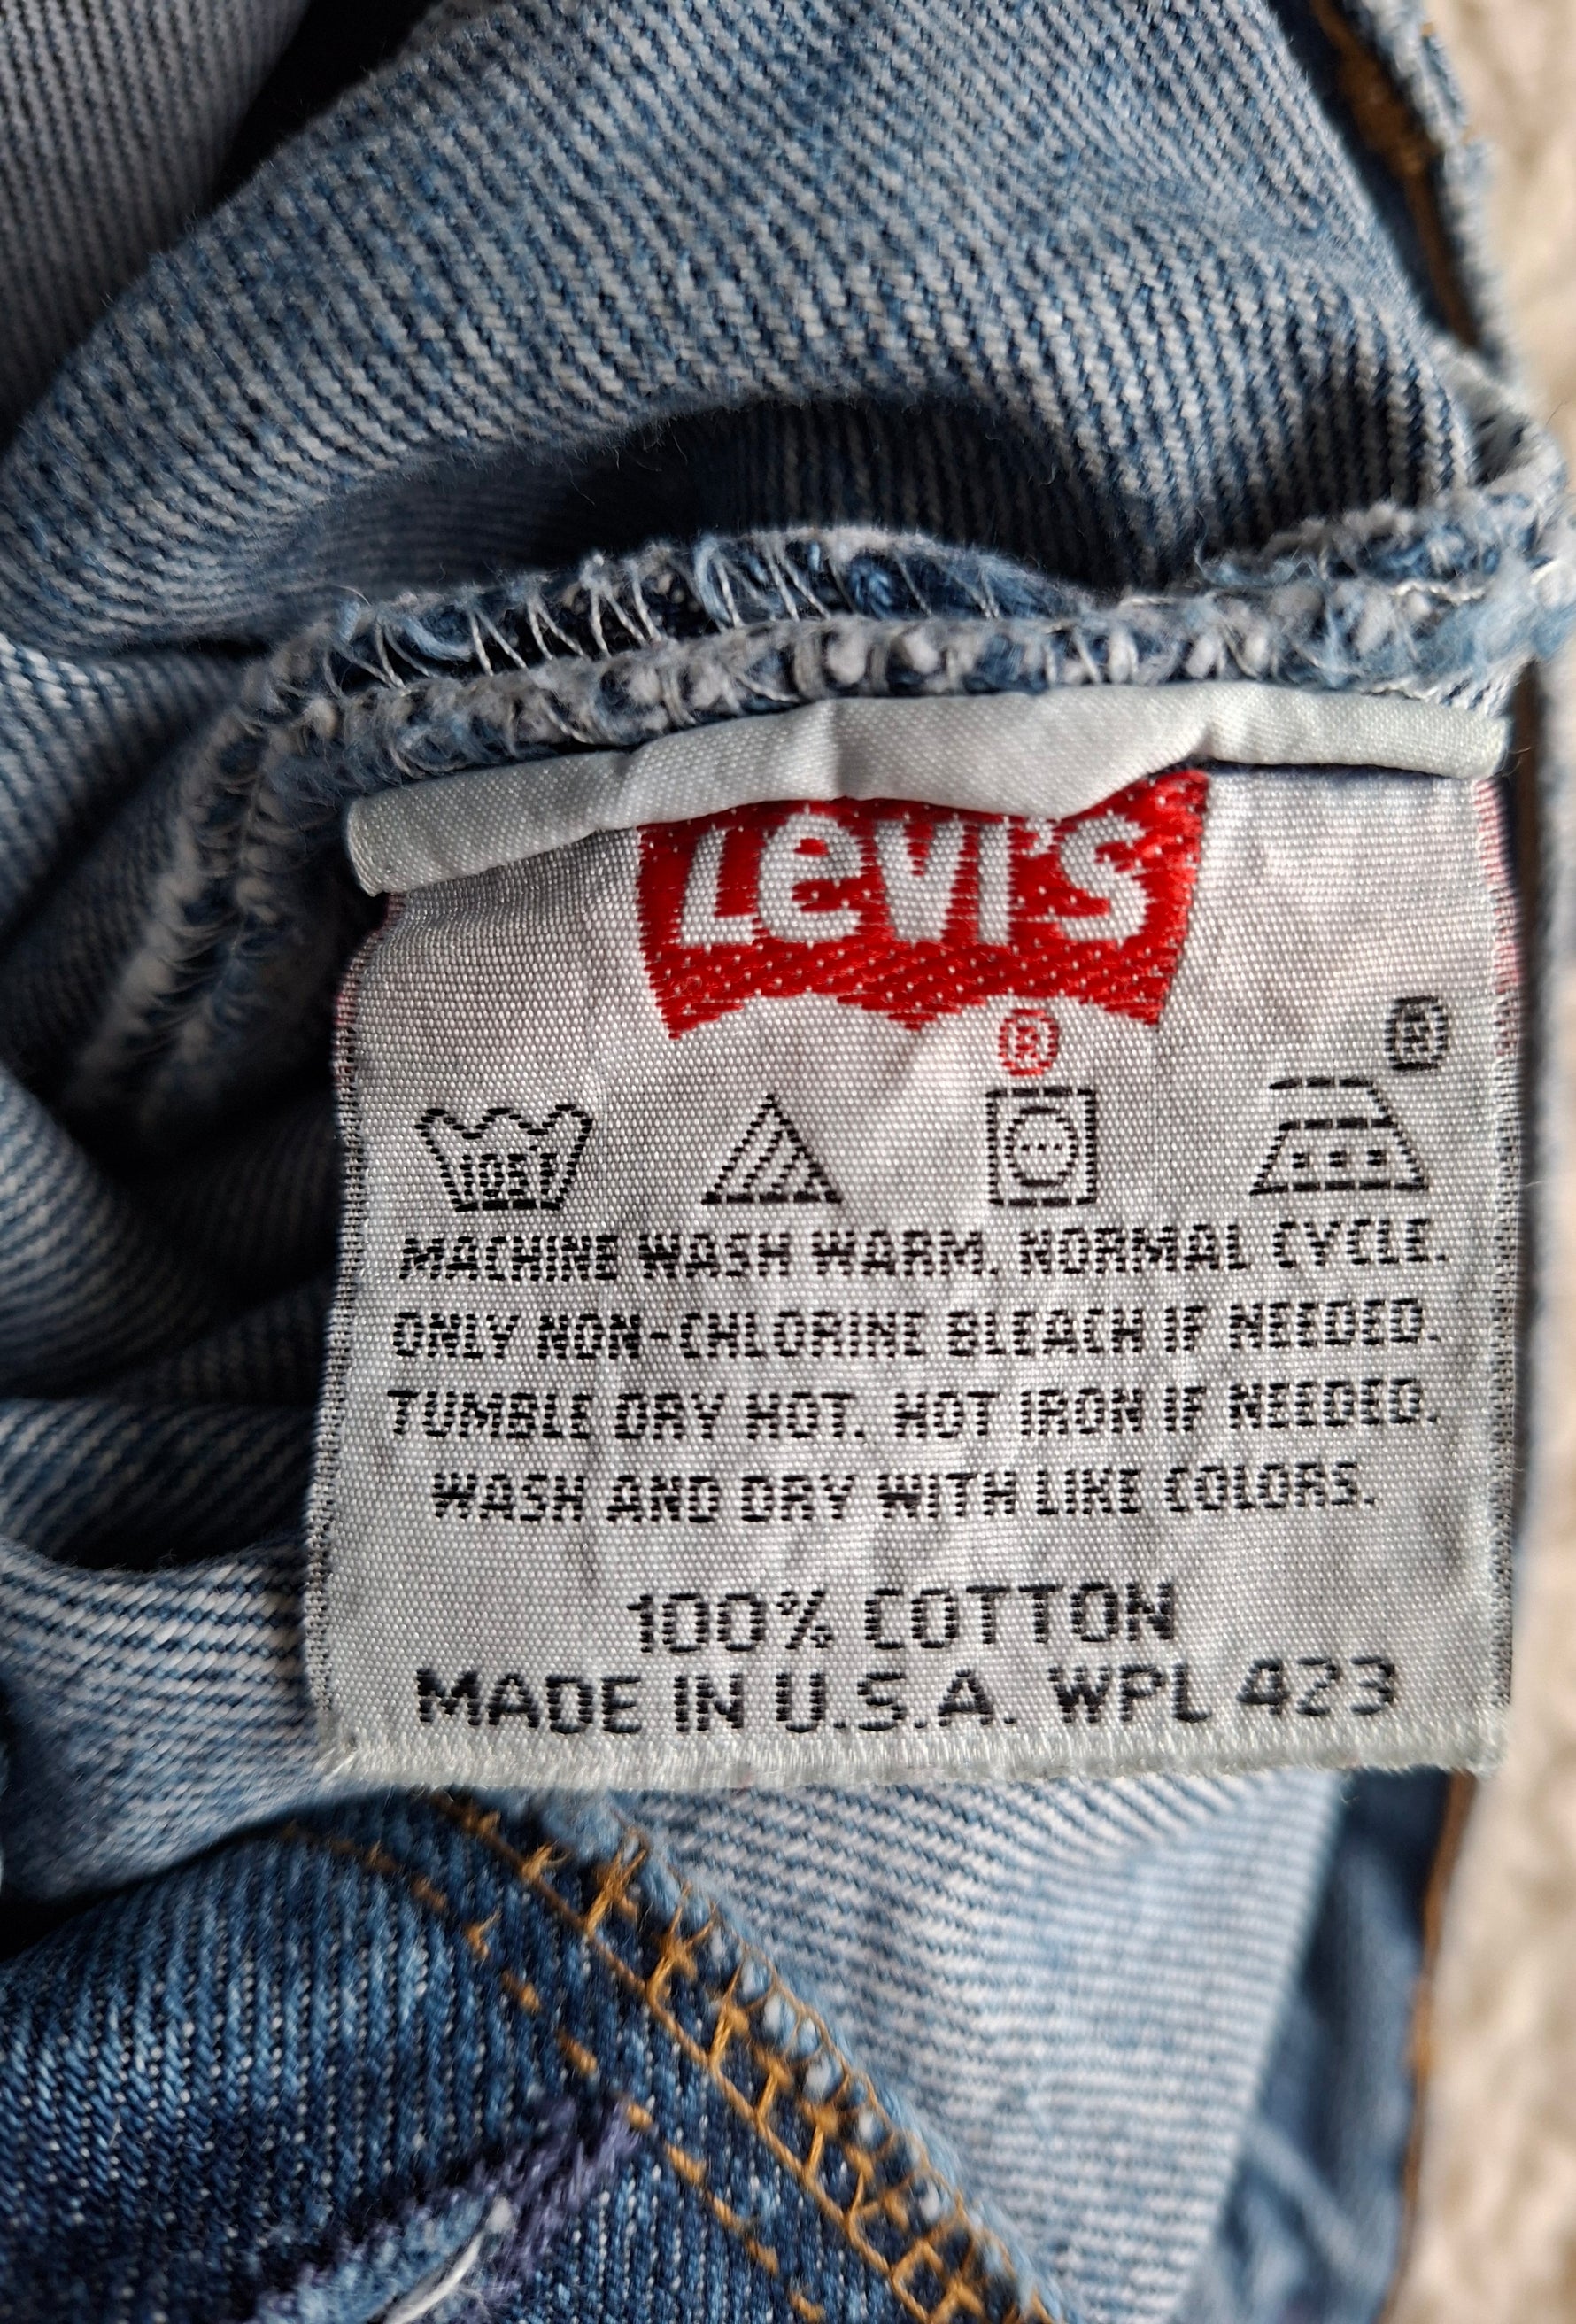 Levi's
®
®
105F
MACHINE WASH WARM. NORMAL CYCLE.
ONLY NON-CHLORINE BLEACH IF NEEDED.
TUMBLE DRY HOT. HOT IRON IF NEEDED.
WASH AND DRY WITH LIKE COLORS.
100% COTTON
MADE IN U.S.A. WPL 423